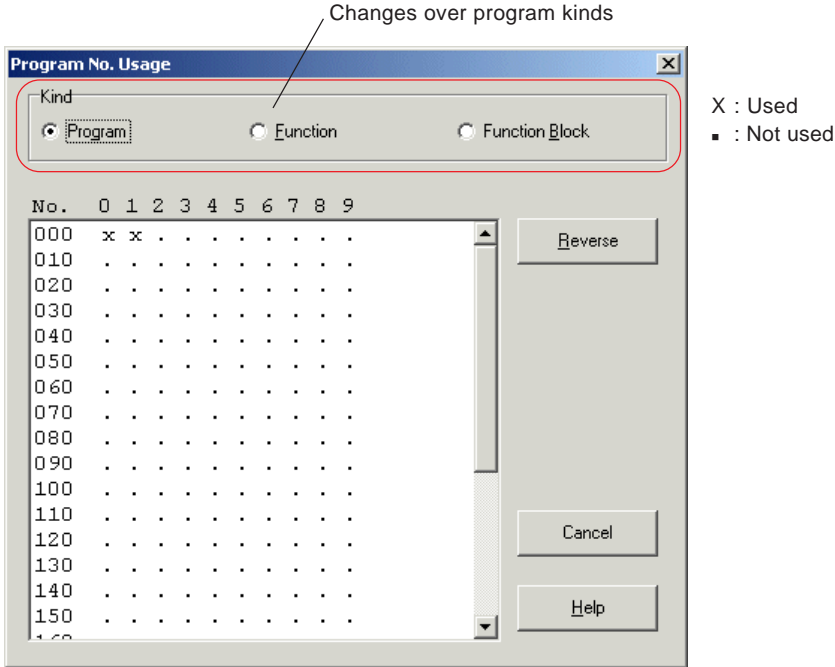 Changes over program kinds
Program No. Usage
Kind
Program
Function
Function Block
X : Used
▪ : Not used
No. 0 1 2 3 4 5 6 7 8 9
000 x x . . . . . . . .
010 . . . . . . . . . .
020 . . . . . . . . . .
030 . . . . . . . . . .
040 . . . . . . . . . .
050 . . . . . . . . . .
060 . . . . . . . . . .
070 . . . . . . . . . .
080 . . . . . . . . . .
090 . . . . . . . . . .
100 . . . . . . . . . .
110 . . . . . . . . . .
120 . . . . . . . . . .
130 . . . . . . . . . .
140 . . . . . . . . . .
150 . . . . . . . . . .
Reverse
Cancel
Help